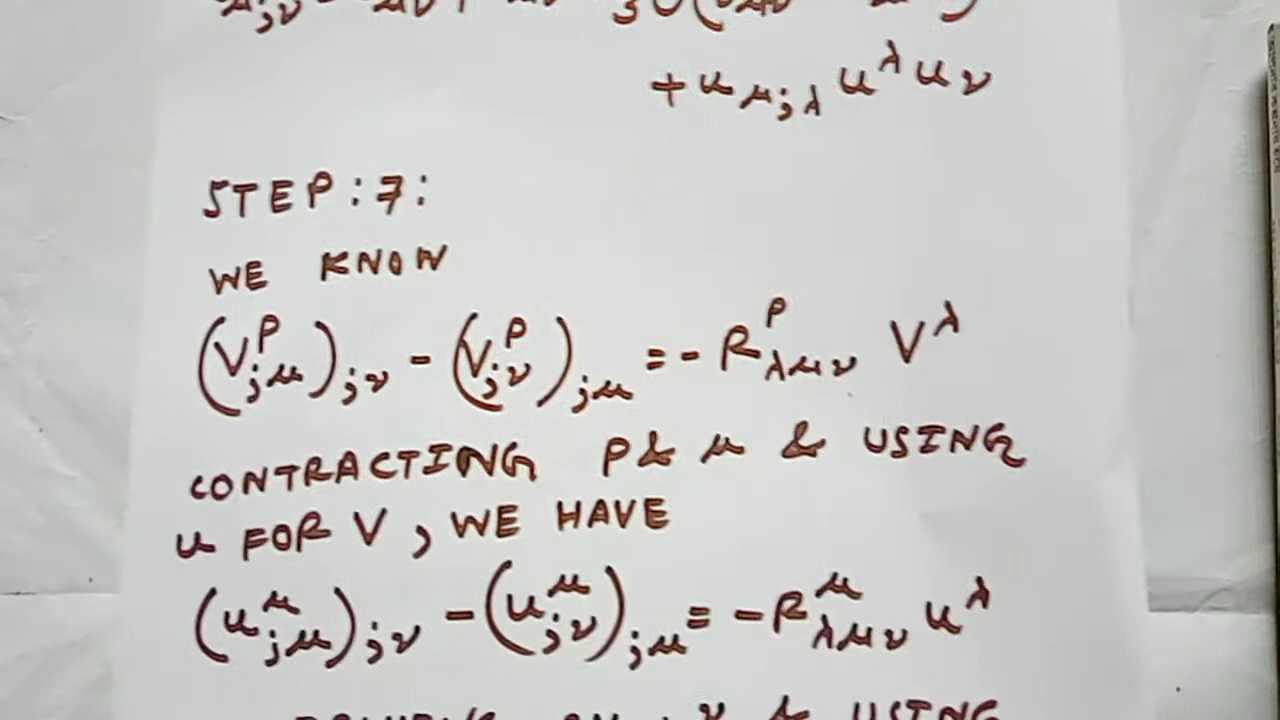 + u_{μ;λ} u^λ u_ν
STEP:7:
WE KNOW
(V^ρ_{;μ})_{;ν} - (V^ρ_{;ν})_{;μ} = - R^ρ_{λμν} V^λ
CONTRACTING ρ & μ & USING
u FOR V, WE HAVE
(u^μ_{;μ})_{;ν} - (u^μ_{;ν})_{;μ} = - R^μ_{λμν} u^λ
& USING